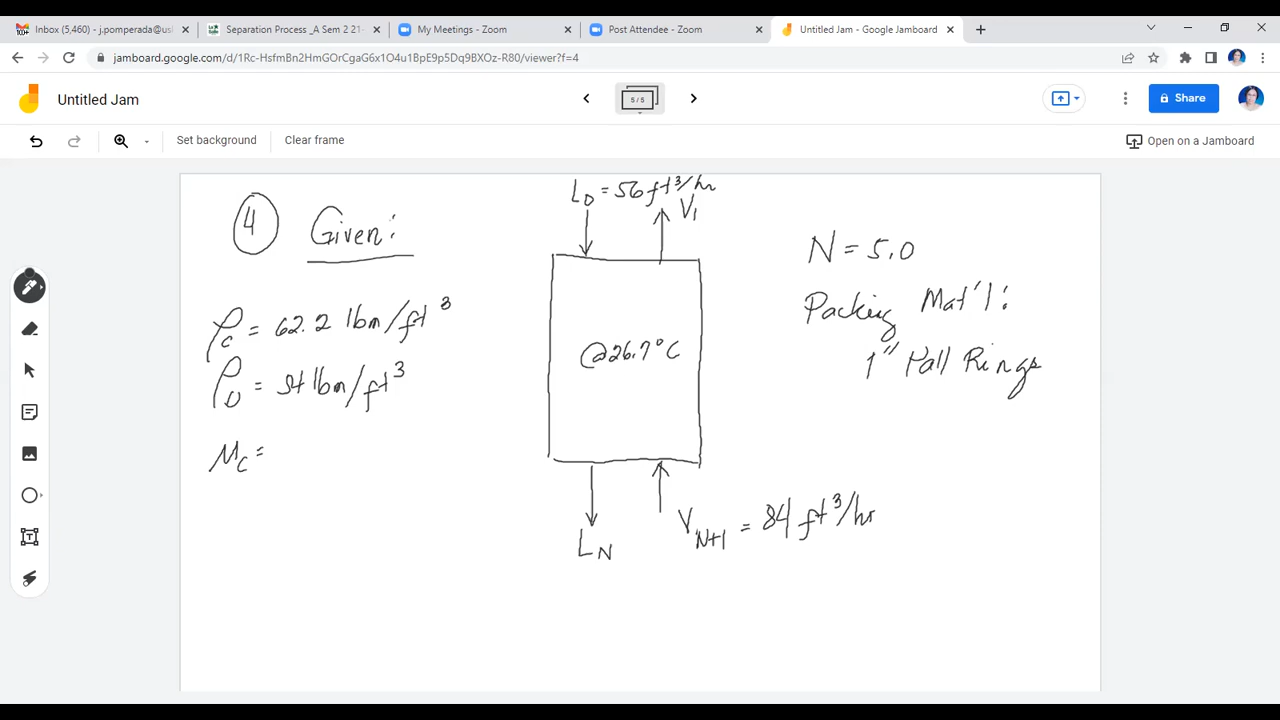 Inbox (5,460) - j.pomperada@usl
Separation Process _A Sem 2 21-
My Meetings - Zoom
Post Attendee - Zoom
Untitled Jam - Google Jamboard
jamboard.google.com/d/1Rc-HsfmBn2HmGOrCgaG6x1O4u1BpE9p5Dq9BXOz-R80/viewer?f=4
Untitled Jam
5 / 5
Share
Set background
Clear frame
Open on a Jamboard
4 Given:
L0 = 56 ft³/hr
V1
N = 5.0
Packing Mat'l:
1" Pall Rings
ρC = 62.2 lbm/ft³
@26.7°C
ρD = 54 lbm/ft³
μC =
VN+1 = 84 ft³/hr
LN